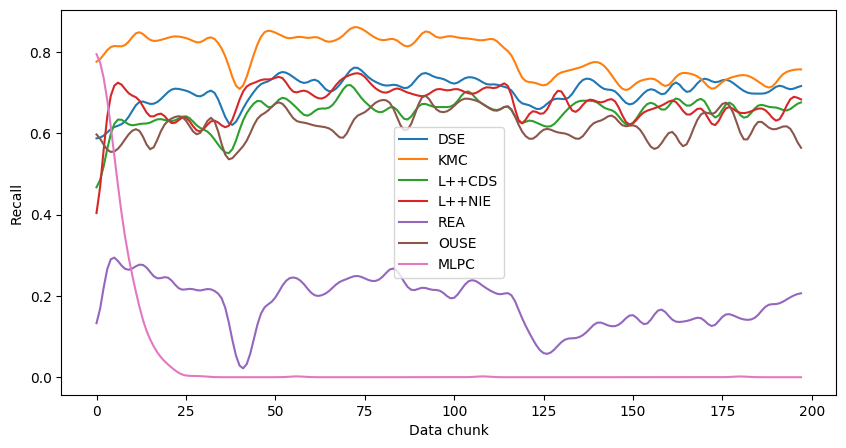 0.8
0.6
0.4
0.2
0.0
Recall
DSE
KMC
L++CDS
L++NIE
REA
OUSE
MLPC
0 25 50 75 100 125 150 175 200
Data chunk